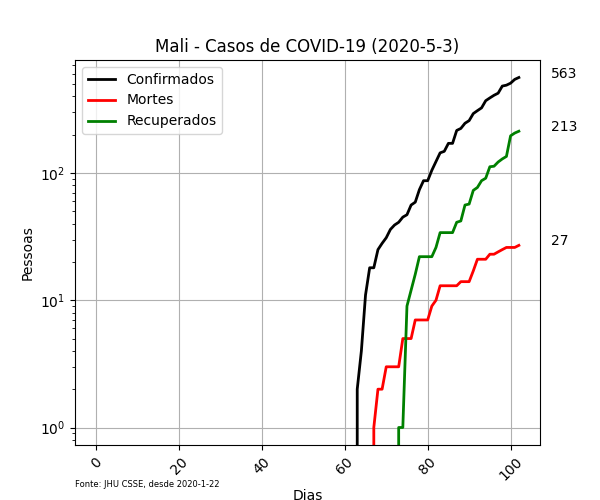 Mali - Casos de COVID-19 (2020-5-3)
Confirmados
Mortes
Recuperados
563
213
27
Pessoas
10²
10¹
10⁰
0 20 40 60 80 100
Fonte: JHU CSSE, desde 2020-1-22
Dias